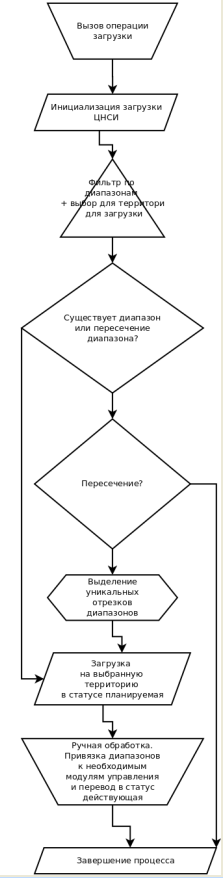 Вызов операции
загрузки
Инициализация загрузки
ЦНСИ
Фильтр по
диапазонам
+ выбор для территори
для загрузки
Существует диапазон
или пересечение
диапазона?
Пересечение?
Выделение
уникальных
отрезков
диапазонов
Загрузка
на выбранную
территорию
в статусе планируемая
Ручная обработка.
Привязка диапазонов
к необходимым
модулям управления
и перевод в статус
действующая
Завершение процесса